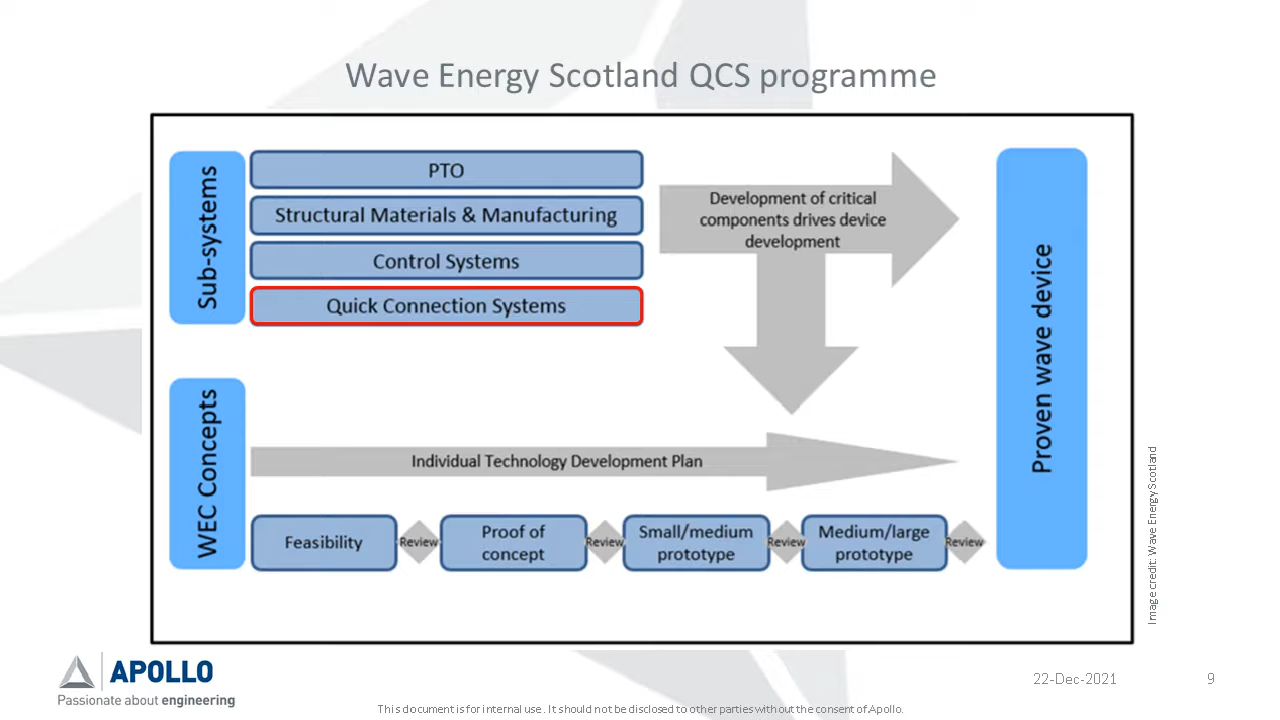 Wave Energy Scotland QCS programme
Sub-systems
PTO
Structural Materials & Manufacturing
Control Systems
Quick Connection Systems
Development of critical
components drives device
development
Proven wave device
WEC Concepts
Individual Technology Development Plan
Feasibility
Review
Proof of
concept
Review
Small/medium
prototype
Review
Medium/large
prototype
Review
Image credit: Wave Energy Scotland
APOLLO
Passionate about engineering
22-Dec-2021
9
This document is for internal use. It should not be disclosed to other parties without the consent of Apollo.